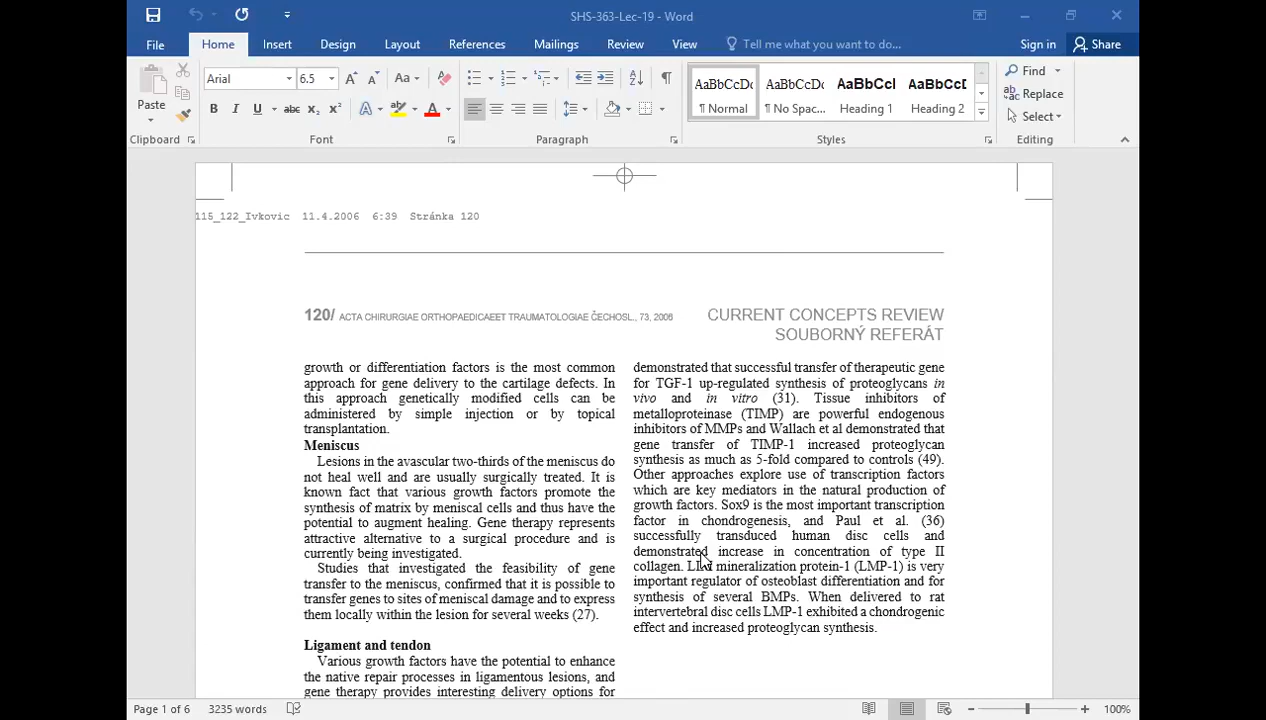 SHS-363-Lec-19 - Word
File
Home
Insert
Design
Layout
References
Mailings
Review
View
Tell me what you want to do...
Sign in
Share
Paste
Arial
6.5
Clipboard
Font
Paragraph
AaBbCcDc
¶ Normal
AaBbCcDc
¶ No Spac...
AaBbCcI
Heading 1
AaBbCcD
Heading 2
Styles
Find
Replace
Select
Editing
115_122_Ivkovic 11.4.2006 6:39 Stránka 120
120/ ACTA CHIRURGIAE ORTHOPAEDICAEET TRAUMATOLOGIAE ČECHOSL., 73, 2006
CURRENT CONCEPTS REVIEW
SOUBORNÝ REFERÁT
growth or differentiation factors is the most common
approach for gene delivery to the cartilage defects. In
this approach genetically modified cells can be
administered by simple injection or by topical
transplantation.
Meniscus
Lesions in the avascular two-thirds of the meniscus do
not heal well and are usually surgically treated. It is
known fact that various growth factors promote the
synthesis of matrix by meniscal cells and thus have the
potential to augment healing. Gene therapy represents
attractive alternative to a surgical procedure and is
currently being investigated.
Studies that investigated the feasibility of gene
transfer to the meniscus, confirmed that it is possible to
transfer genes to sites of meniscal damage and to express
them locally within the lesion for several weeks (27).
Ligament and tendon
Various growth factors have the potential to enhance
the native repair processes in ligamentous lesions, and
gene therapy provides interesting delivery options for
demonstrated that successful transfer of therapeutic gene
for TGF-1 up-regulated synthesis of proteoglycans in
vivo and in vitro (31). Tissue inhibitors of
metalloproteinase (TIMP) are powerful endogenous
inhibitors of MMPs and Wallach et al demonstrated that
gene transfer of TIMP-1 increased proteoglycan
synthesis as much as 5-fold compared to controls (49).
Other approaches explore use of transcription factors
which are key mediators in the natural production of
growth factors. Sox9 is the most important transcription
factor in chondrogenesis, and Paul et al. (36)
successfully transduced human disc cells and
demonstrated increase in concentration of type II
collagen. LIM mineralization protein-1 (LMP-1) is very
important regulator of osteoblast differentiation and for
synthesis of several BMPs. When delivered to rat
intervertebral disc cells LMP-1 exhibited a chondrogenic
effect and increased proteoglycan synthesis.
Page 1 of 6
3235 words
100%